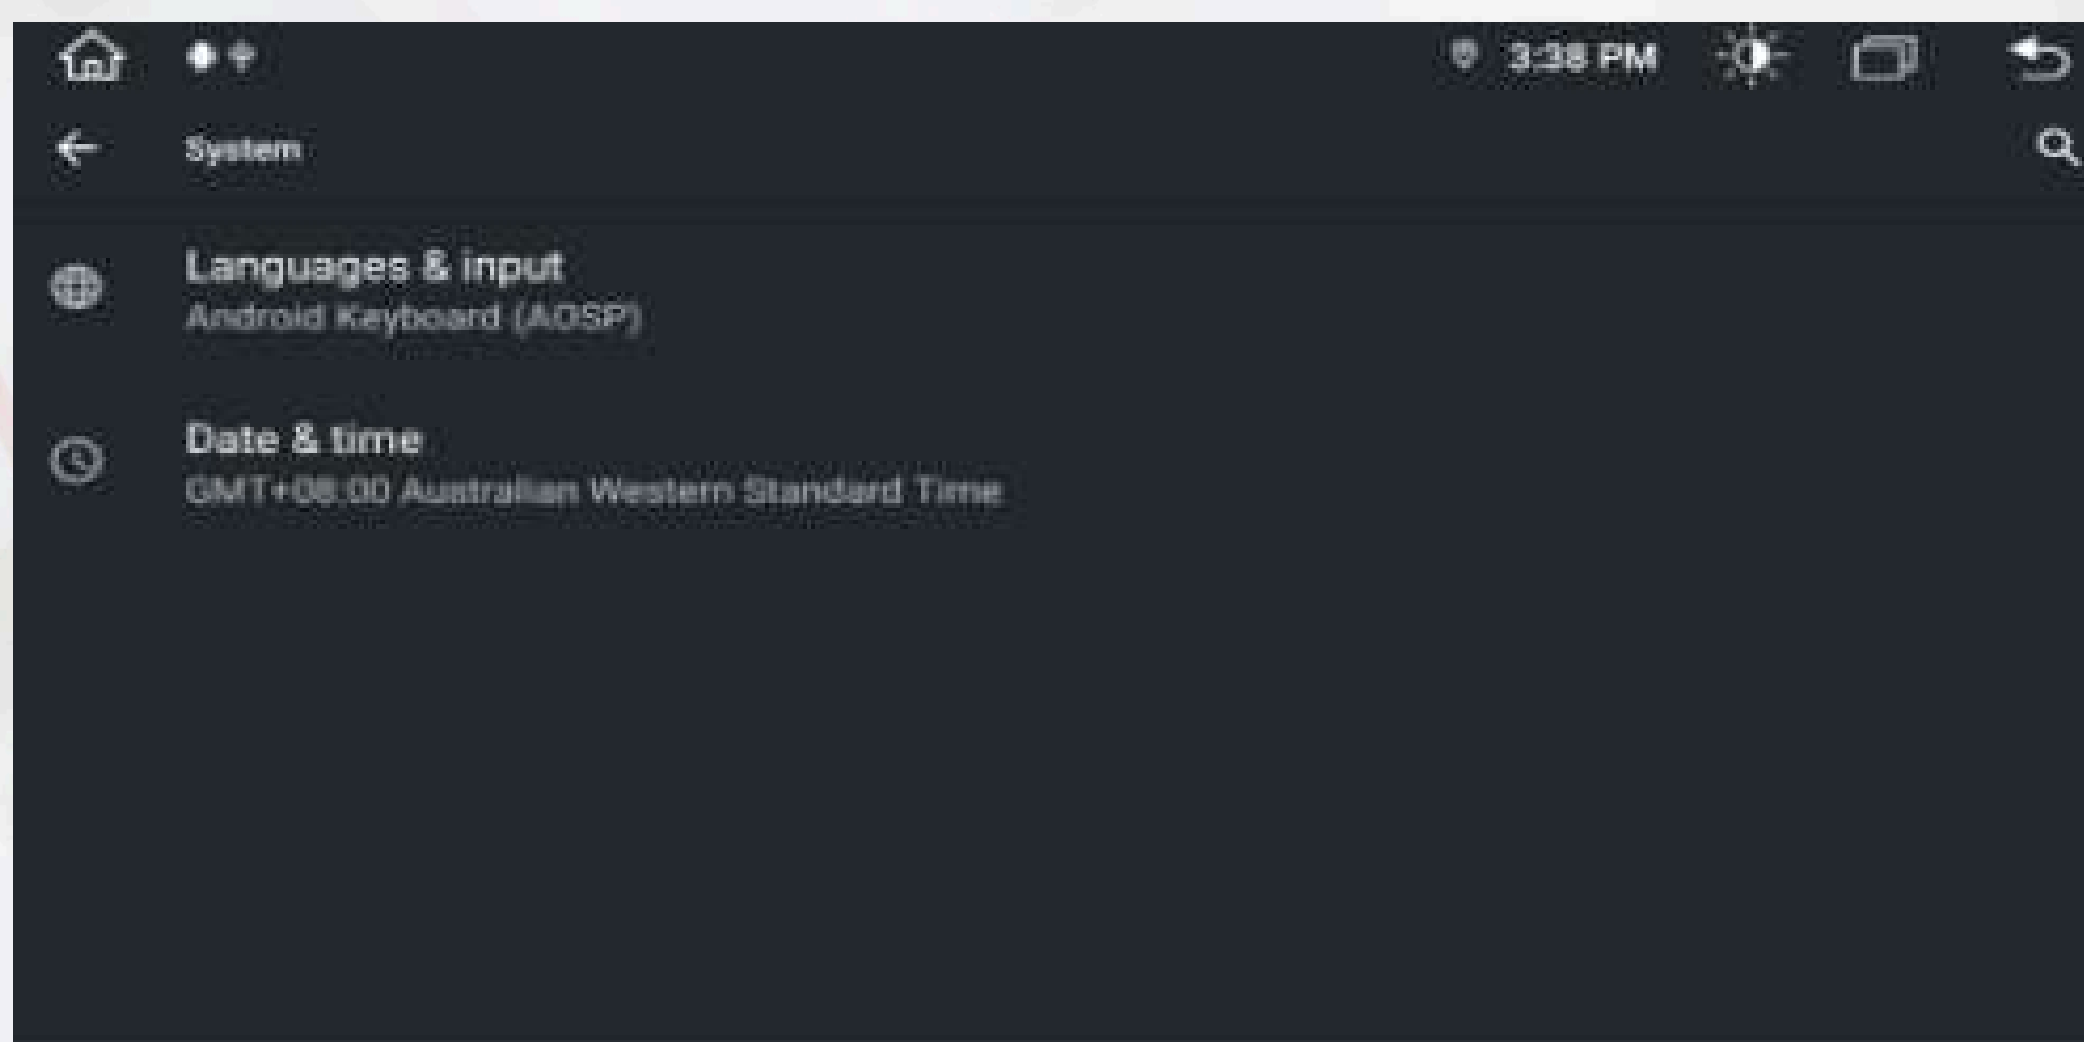 3:38 PM
System
Languages & input
Android Keyboard (AOSP)
Date & time
GMT+08:00 Australian Western Standard Time